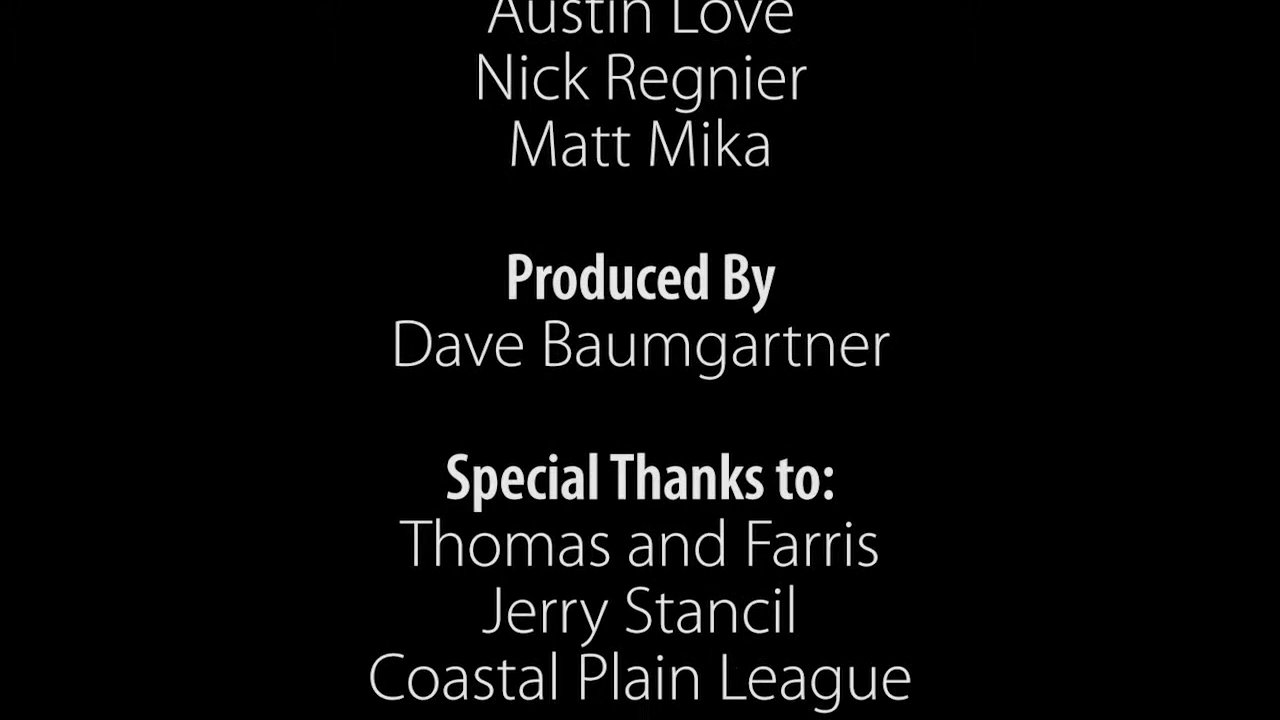 Austin Love
Nick Regnier
Matt Mika
Produced By
Dave Baumgartner
Special Thanks to:
Thomas and Farris
Jerry Stancil
Coastal Plain League